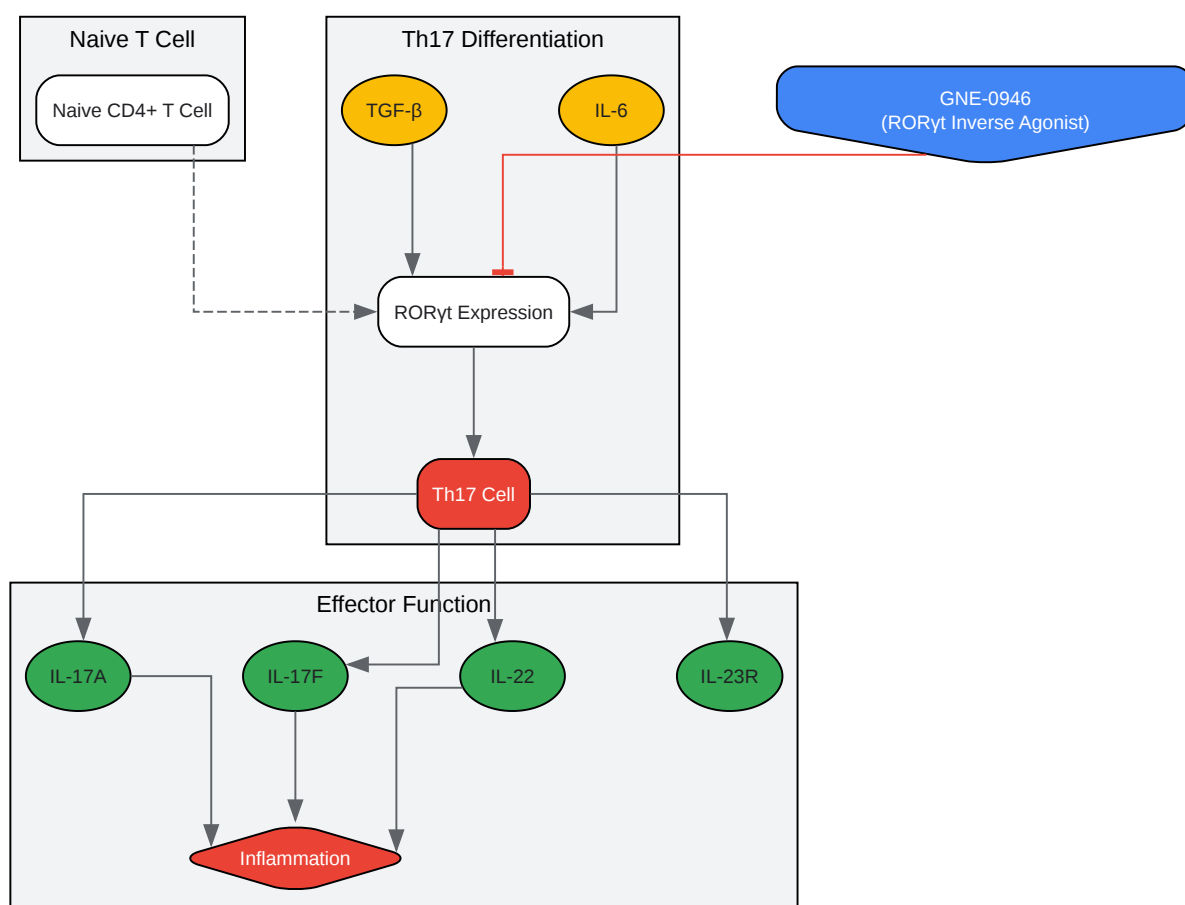 Naive T Cell
Naive CD4+ T Cell
Th17 Differentiation
TGF-β
IL-6
GNE-0946
(RORγt Inverse Agonist)
RORγt Expression
Th17 Cell
Effector Function
IL-17A
IL-17F
IL-22
IL-23R
Inflammation